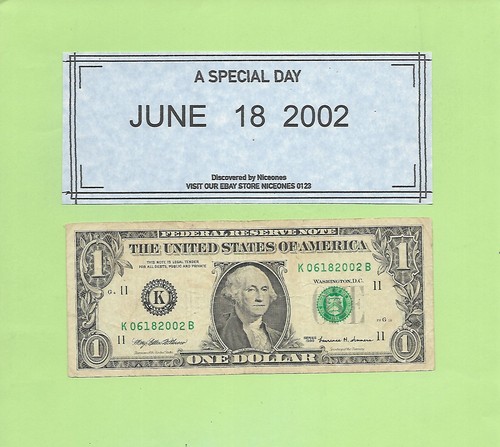 A SPECIAL DAY
JUNE 18 2002
Discovered by Niceones
VISIT OUR EBAY STORE NICEONES 0123
FEDERAL RESERVE NOTE
THE UNITED STATES OF AMERICA
1
THIS NOTE IS LEGAL TENDER
FOR ALL DEBTS, PUBLIC AND PRIVATE
K 06182002 B
1
WASHINGTON, D.C.
11
K
11
K 06182002 B
11
11
1
ONE DOLLAR
1